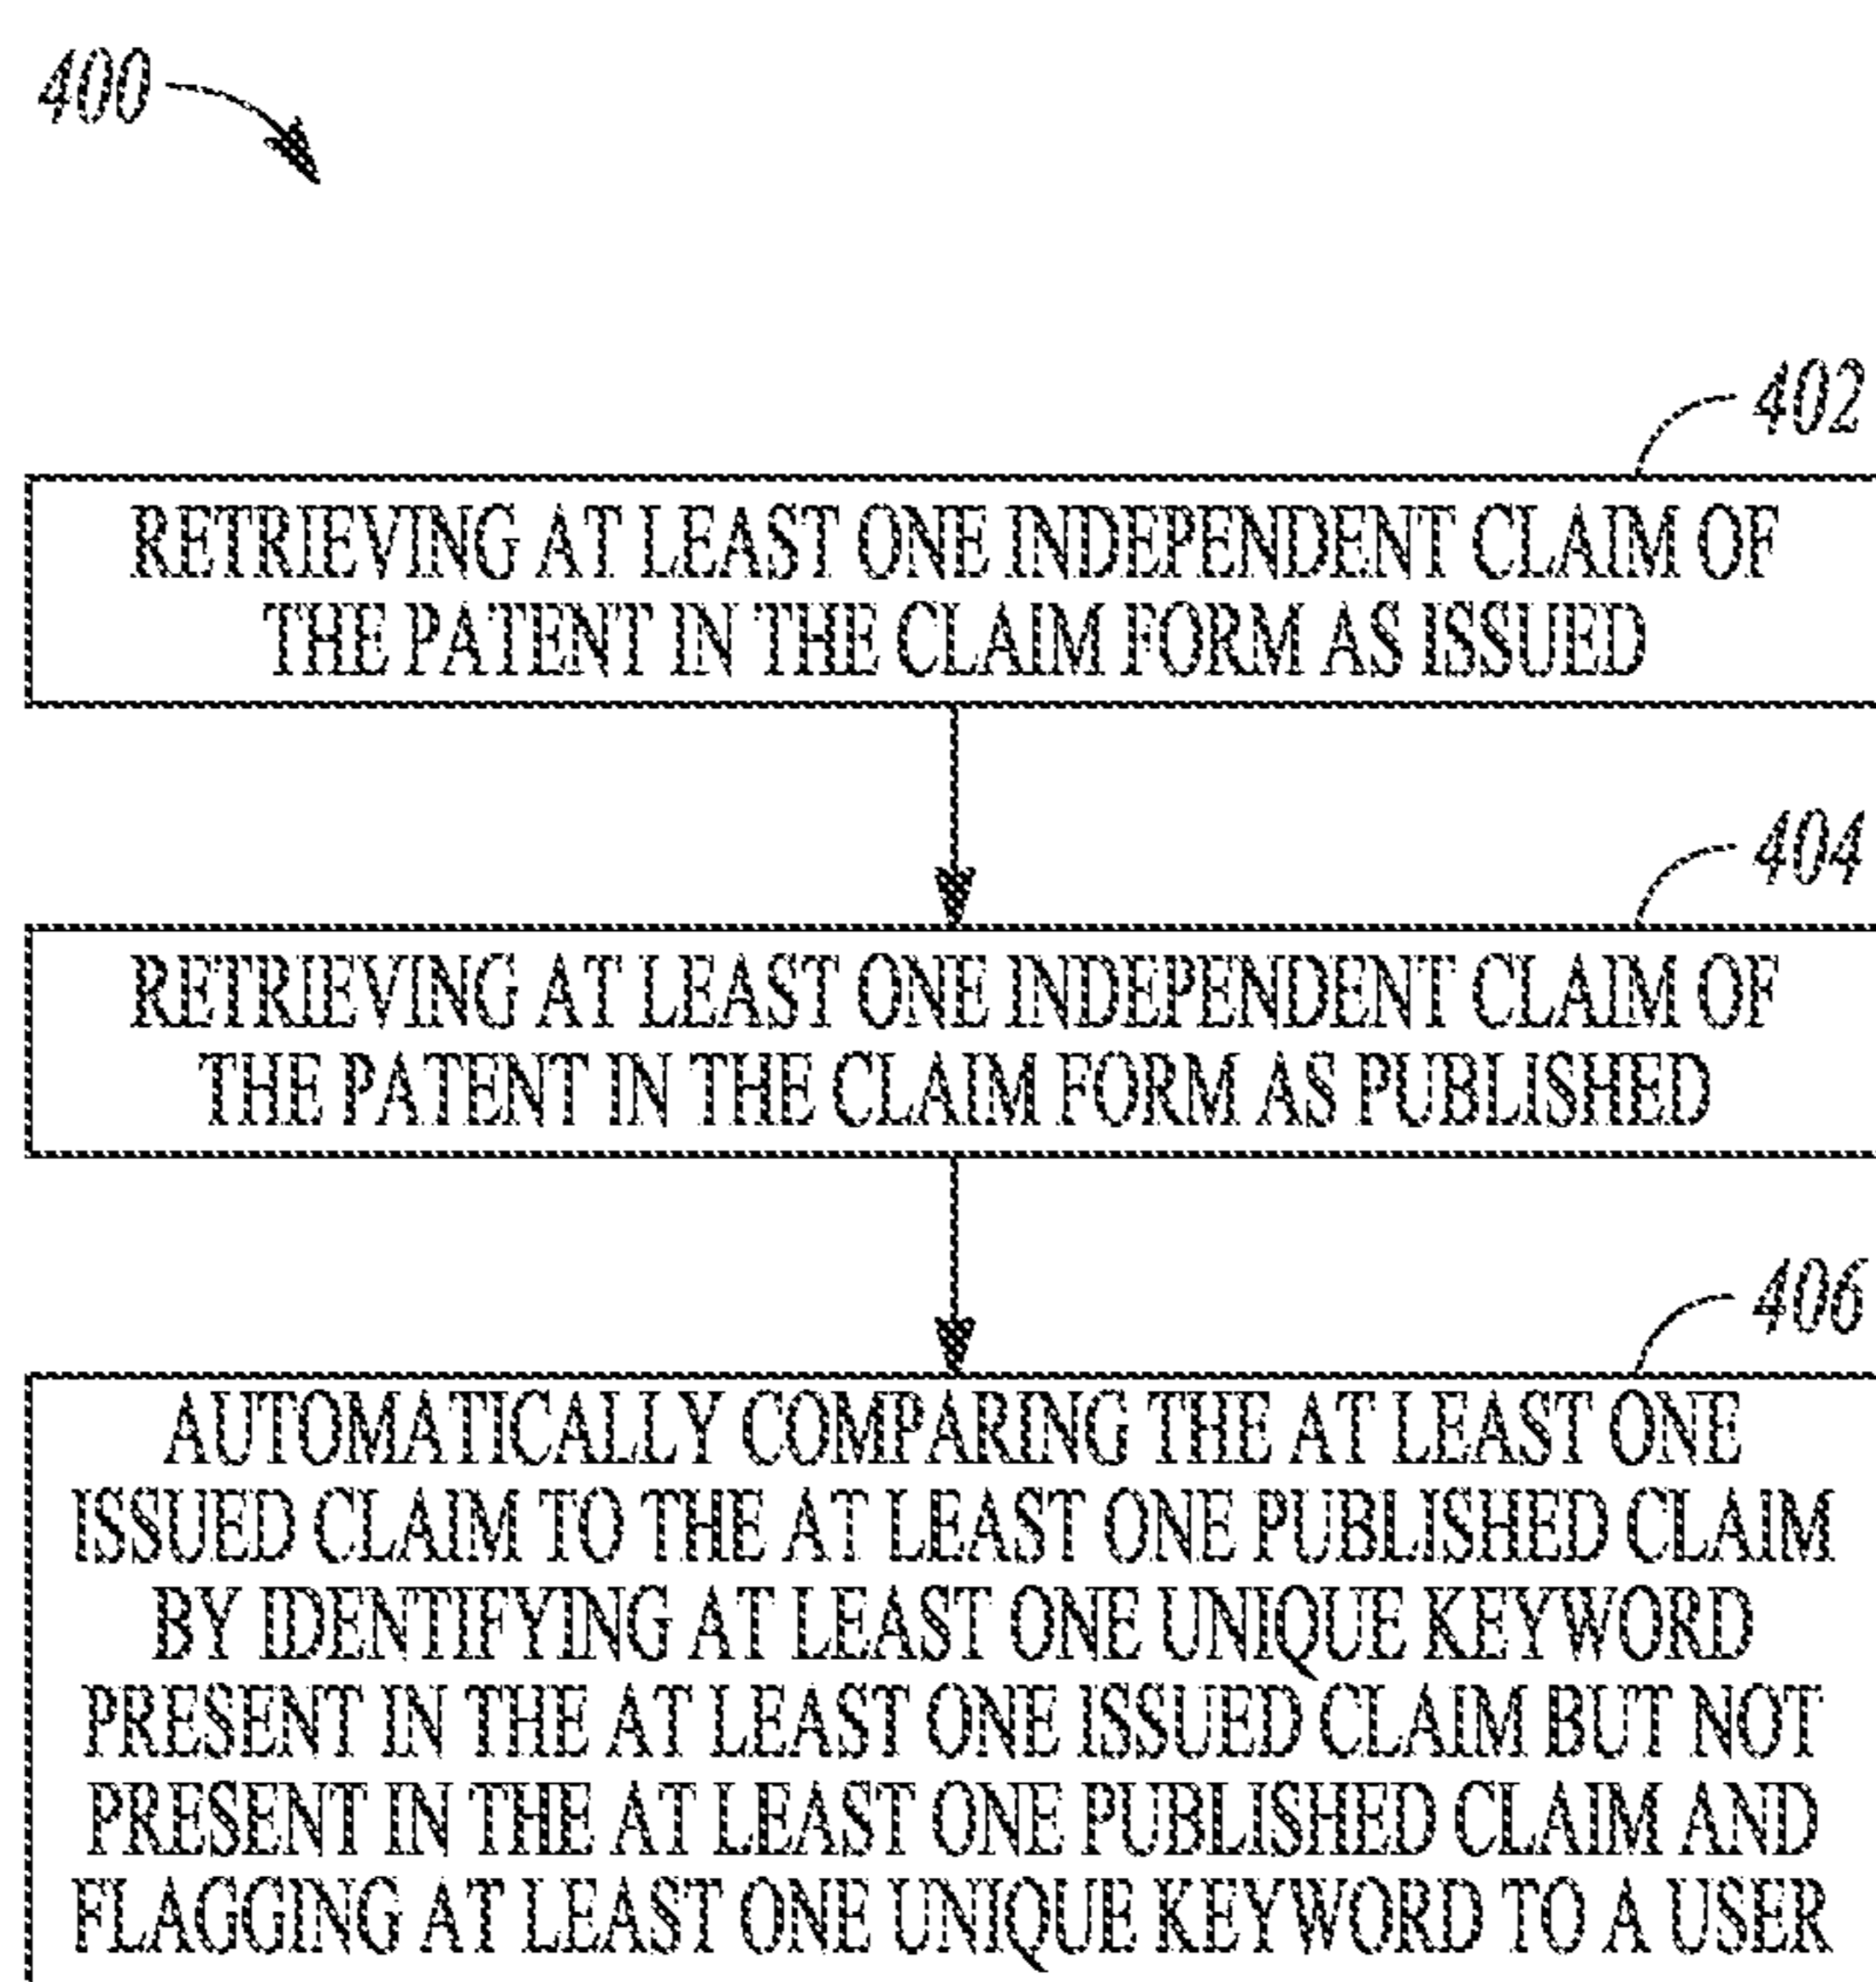 400
402
RETRIEVING AT LEAST ONE INDEPENDENT CLAIM OF
THE PATENT IN THE CLAIM FORM AS ISSUED
404
RETRIEVING AT LEAST ONE INDEPENDENT CLAIM OF
THE PATENT IN THE CLAIM FORM AS PUBLISHED
406
AUTOMATICALLY COMPARING THE AT LEAST ONE
ISSUED CLAIM TO THE AT LEAST ONE PUBLISHED CLAIM
BY IDENTIFYING AT LEAST ONE UNIQUE KEYWORD
PRESENT IN THE AT LEAST ONE ISSUED CLAIM BUT NOT
PRESENT IN THE AT LEAST ONE PUBLISHED CLAIM AND
FLAGGING AT LEAST ONE UNIQUE KEYWORD TO A USER